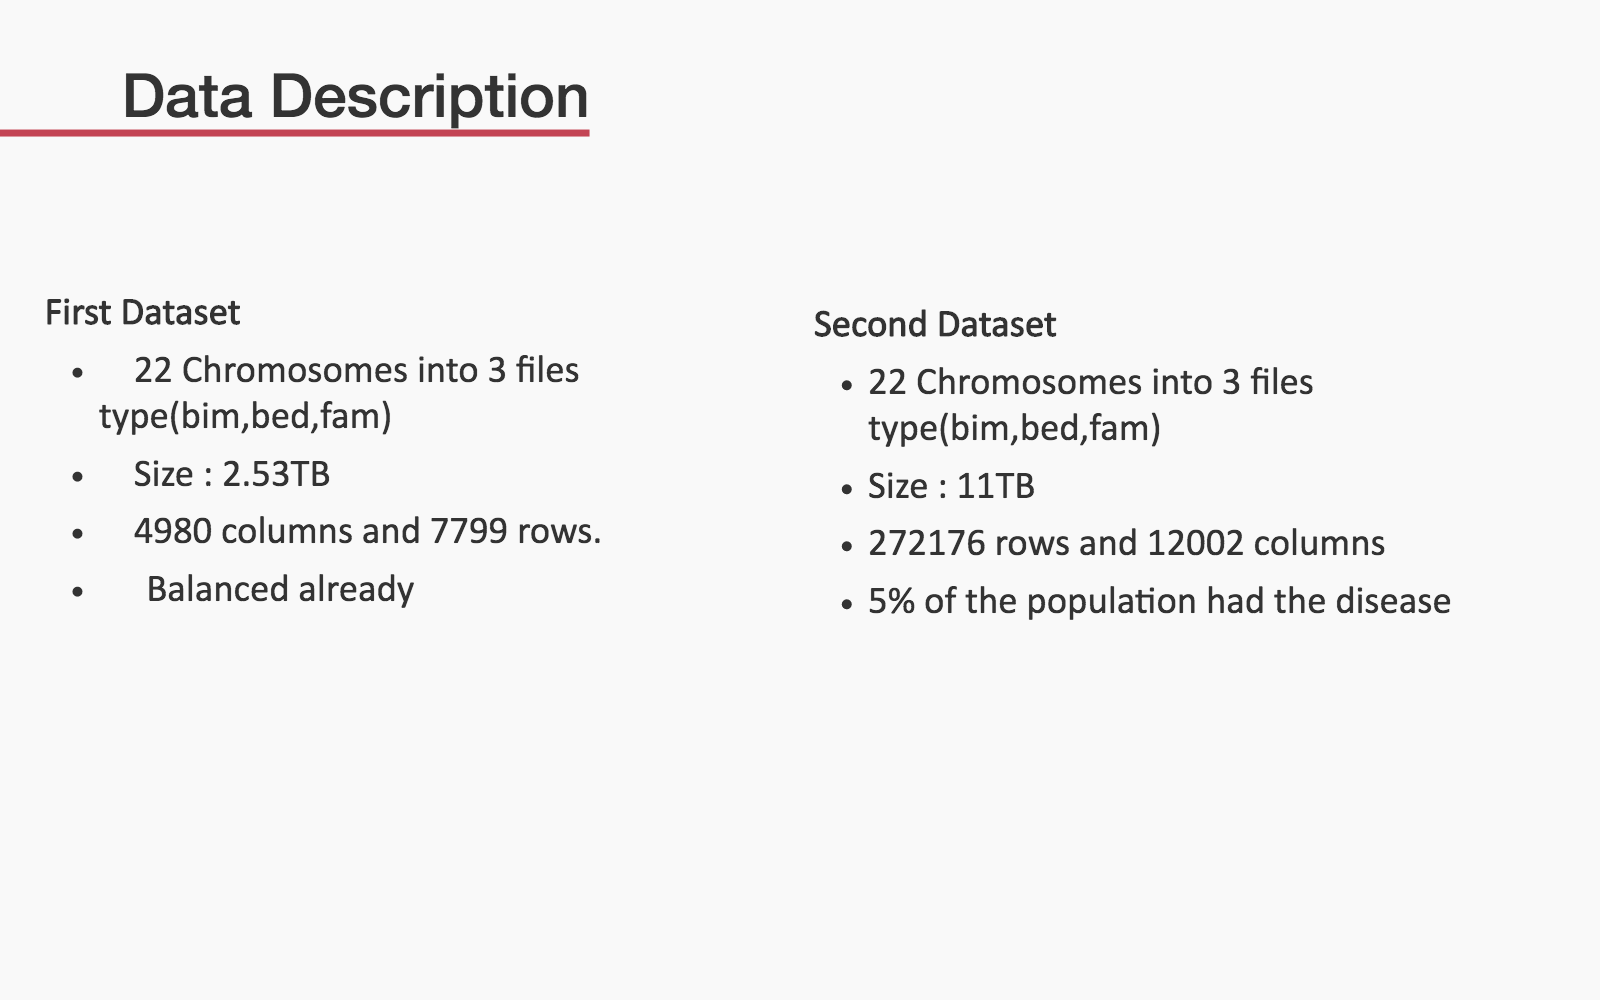 Data Description
First Dataset
• 22 Chromosomes into 3 files
type(bim,bed,fam)
• Size : 2.53TB
• 4980 columns and 7799 rows.
• Balanced already
Second Dataset
• 22 Chromosomes into 3 files
type(bim,bed,fam)
• Size : 11TB
• 272176 rows and 12002 columns
• 5% of the population had the disease